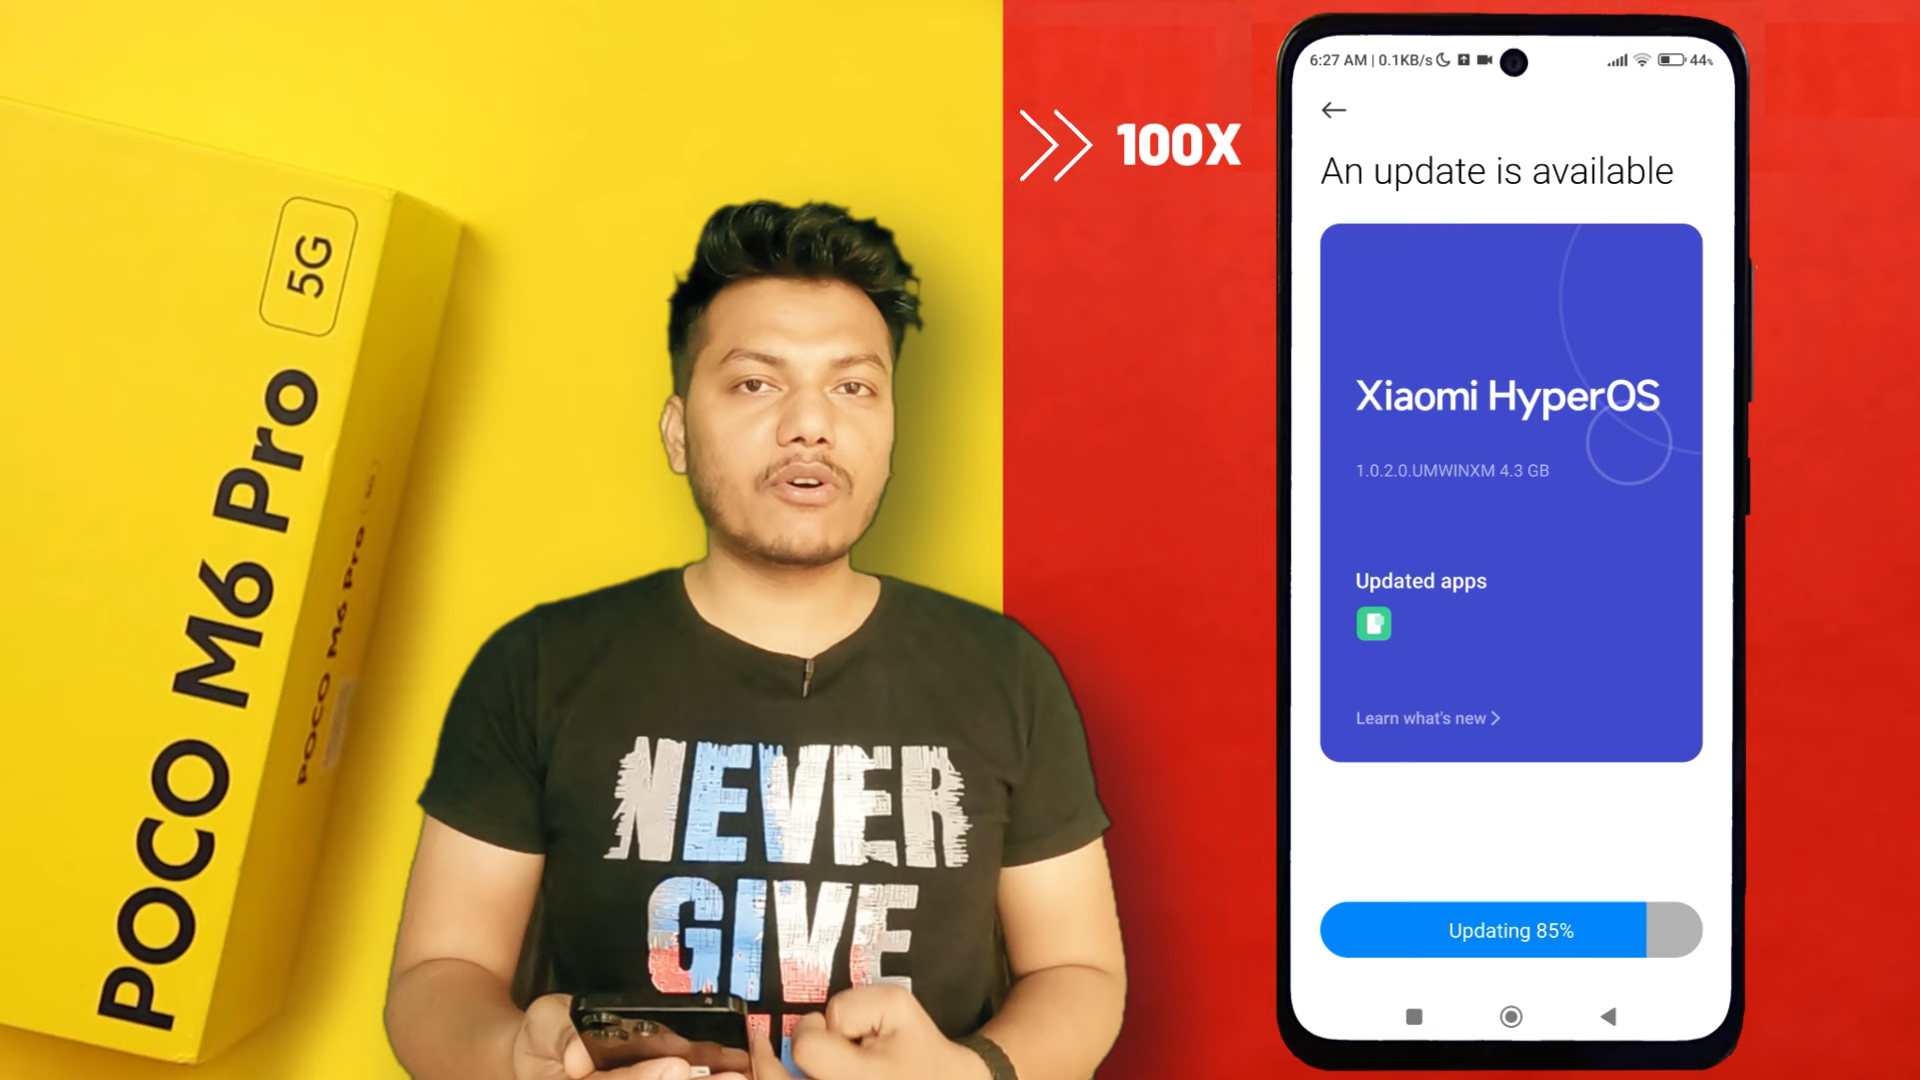 POCO M6 Pro 5G
POCO M6 Pro
NEVER
GIVE
100X
6:27 AM | 0.1KB/s
44%
An update is available
Xiaomi HyperOS
1.0.2.0.UMWINXM 4.3 GB
Updated apps
Learn what's new
Updating 85%